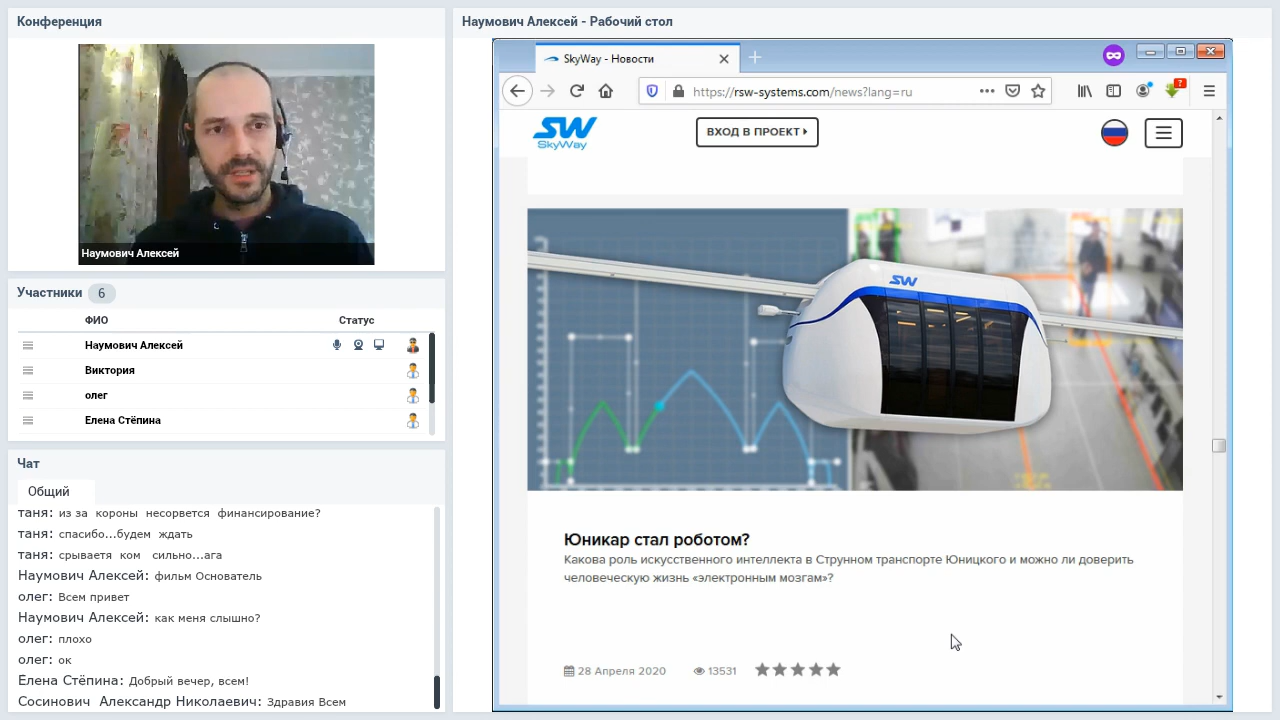 Конференция
Наумович Алексей
Участники 6
ФИО Статус
Наумович Алексей
Виктория
олег
Елена Стёпина
Чат
Общий
таня: из за короны несорвется финансирование?
таня: спасибо...будем ждать
таня: срываетя ком сильно...ага
Наумович Алексей: фильм Основатель
олег: Всем привет
Наумович Алексей: как меня слышно?
олег: плохо
олег: ок
Елена Стёпина: Добрый вечер, всем!
Сосинович Александр Николаевич: Здравия Всем
Наумович Алексей - Рабочий стол
SkyWay - Новости
https://rsw-systems.com/news?lang=ru
?
SW
SkyWay
ВХОД В ПРОЕКТ
SW
Юникар стал роботом?
Какова роль искусственного интеллекта в Струнном транспорте Юницкого и можно ли доверить
человеческую жизнь «электронным мозгам»?
28 Апреля 2020 13531